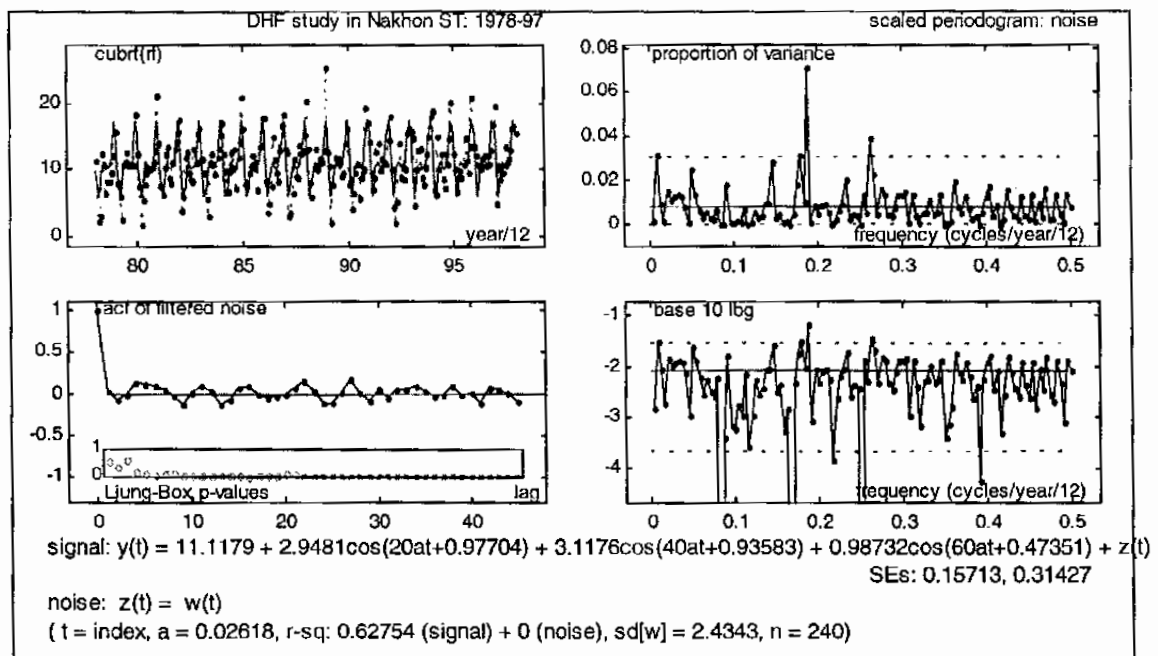 DHF study in Nakhon ST: 1978-97
cubrt(rf)
20
10
0
year/12
80 85 90 95
scaled periodogram: noise
0.08
proportion of variance
0.06
0.04
0.02
0
frequency (cycles/year/12)
0 0.1 0.2 0.3 0.4 0.5
1
acf of filtered noise
0.5
0
-0.5
1
0
-1
Ljung-Box p-values lag
0 10 20 30 40
-1
base 10 log
-2
-3
-4
frequency (cycles/year/12)
0 0.1 0.2 0.3 0.4 0.5
signal: y(t) = 11.1179 + 2.9481cos(20at+0.97704) + 3.1176cos(40at+0.93583) + 0.98732cos(60at+0.47351) + z(t)
SEs: 0.15713, 0.31427
noise: z(t) = w(t)
( t = index, a = 0.02618, r-sq: 0.62754 (signal) + 0 (noise), sd[w] = 2.4343, n = 240)